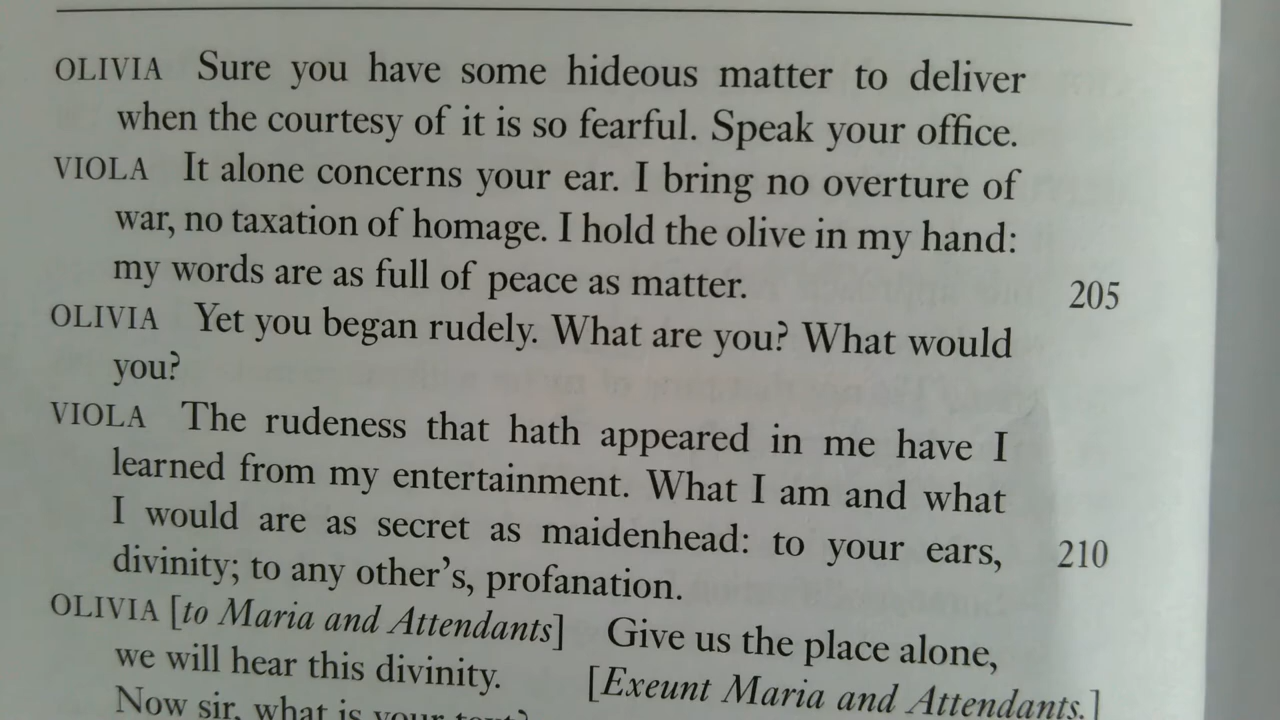 OLIVIA Sure you have some hideous matter to deliver
when the courtesy of it is so fearful. Speak your office.
VIOLA It alone concerns your ear. I bring no overture of
war, no taxation of homage. I hold the olive in my hand:
my words are as full of peace as matter. 205
OLIVIA Yet you began rudely. What are you? What would
you?
VIOLA The rudeness that hath appeared in me have I
learned from my entertainment. What I am and what
I would are as secret as maidenhead: to your ears, 210
divinity; to any other's, profanation.
OLIVIA [to Maria and Attendants] Give us the place alone,
we will hear this divinity. [Exeunt Maria and Attendants.]
Now sir, what is your text?